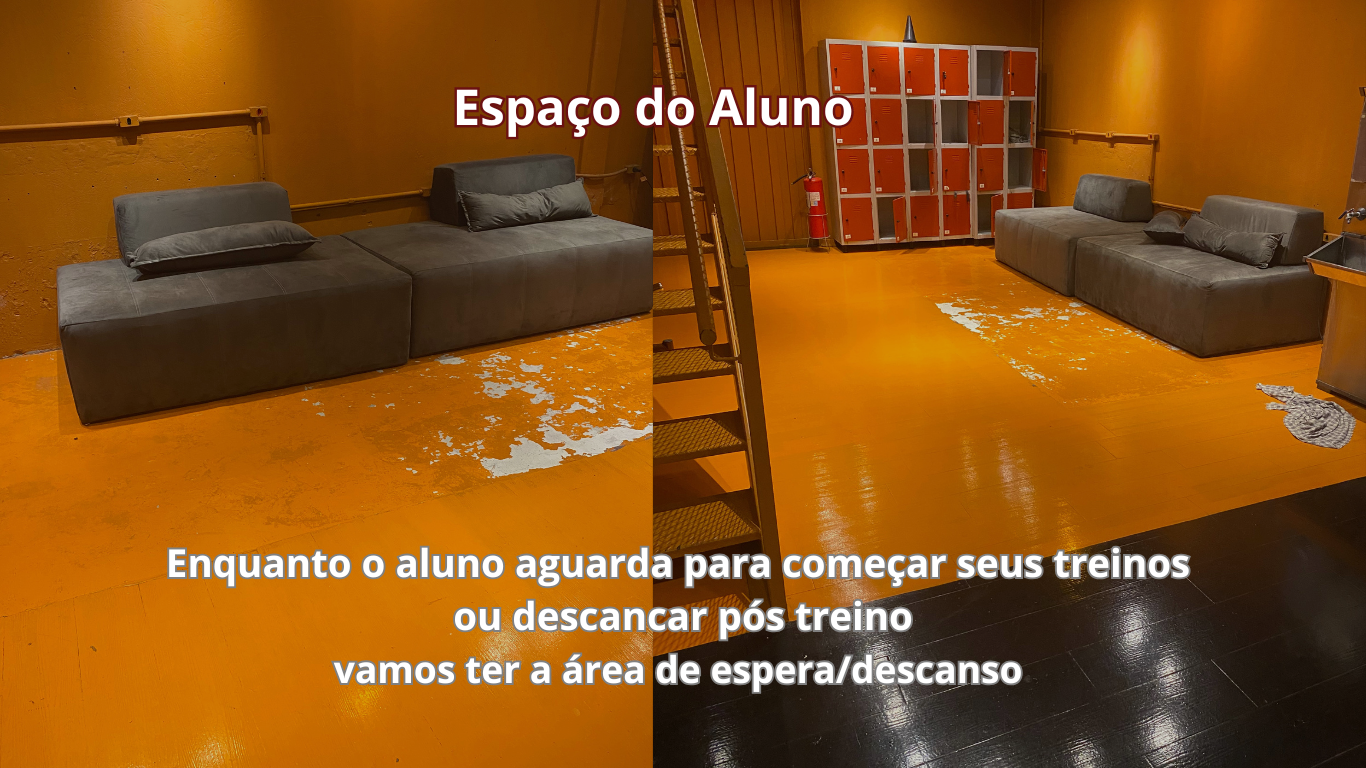 Espaço do Aluno
Enquanto o aluno aguarda para começar seus treinos
ou descancar pós treino
vamos ter a área de espera/descanso